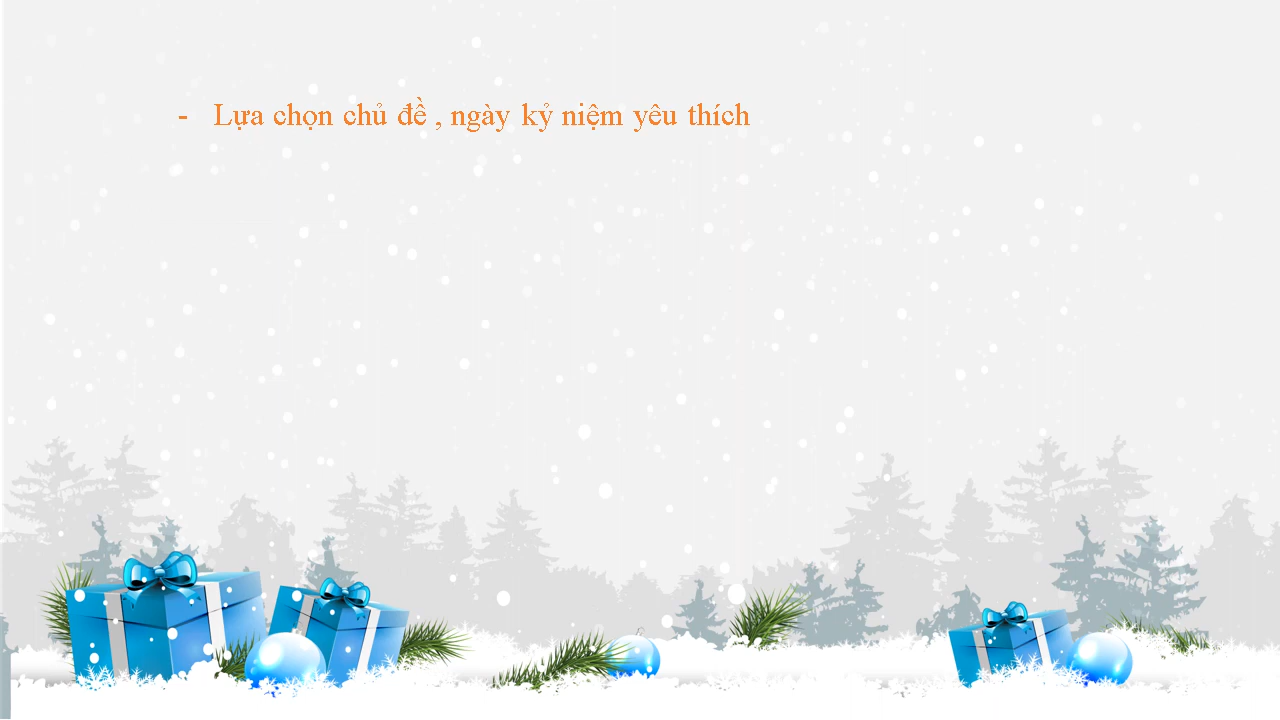 - Lựa chọn chủ đề , ngày kỷ niệm yêu thích